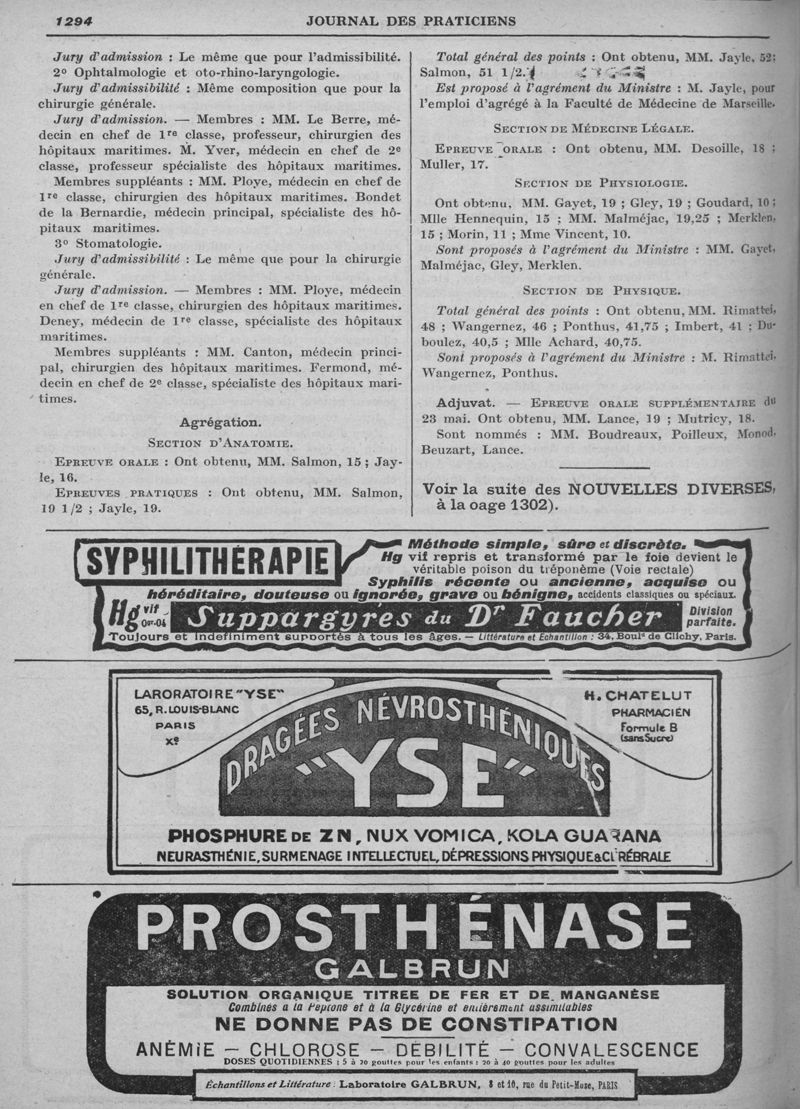 1294
JOURNAL DES PRATICIENS
Jury d'admission : Le même que pour l'admissibilité.
2º Ophtalmologie et oto-rhino-laryngologie.
Jury d'admissibilité : Même composition que pour la
chirurgie générale.
Jury d'admission. — Membres : MM. Le Berre, mé-
decin en chef de 1re classe, professeur, chirurgien des
hôpitaux maritimes. M. Yver, médecin en chef de 2e
classe, professeur spécialiste des hôpitaux maritimes.
Membres suppléants : MM. Ploye, médecin en chef de
1re classe, chirurgien des hôpitaux maritimes. Bondet
de la Bernardie, médecin principal, spécialiste des hô-
pitaux maritimes.
3º Stomatologie.
Jury d'admissibilité : Le même que pour la chirurgie
générale.
Jury d'admission. — Membres : MM. Ploye, médecin
en chef de 1re classe, chirurgien des hôpitaux maritimes.
Deney, médecin de 1re classe, spécialiste des hôpitaux
maritimes.
Membres suppléants : MM. Canton, médecin princi-
pal, chirurgien des hôpitaux maritimes. Fermond, mé-
decin en chef de 2e classe, spécialiste des hôpitaux mari-
times.
Agrégation.
SECTION D'ANATOMIE.
EPREUVE ORALE : Ont obtenu, MM. Salmon, 15 ; Jay-
le, 16.
EPREUVES PRATIQUES : Ont obtenu, MM. Salmon,
19 1/2 ; Jayle, 19.
Total général des points : Ont obtenu, MM. Jayle, 52;
Salmon, 51 1/2.
Est proposé à l'agrément du Ministre : M. Jayle, pour
l'emploi d'agrégé à la Faculté de Médecine de Marseille.
SECTION DE MÉDECINE LÉGALE.
EPREUVE ORALE : Ont obtenu, MM. Desoille, 18 ;
Muller, 17.
SECTION DE PHYSIOLOGIE.
Ont obtenu, MM. Gayet, 19 ; Gley, 19 ; Goudard, 10 ;
Mlle Hennequin, 15 ; MM. Malméjac, 19,25 ; Merklen,
15 ; Morin, 11 ; Mme Vincent, 10.
Sont proposés à l'agrément du Ministre : MM. Gayet,
Malméjac, Gley, Merklen.
SECTION DE PHYSIQUE.
Total général des points : Ont obtenu, MM. Rimattei,
48 ; Wangernez, 46 ; Ponthus, 41,75 ; Imbert, 41 ; Du-
boulez, 40,5 ; Mlle Achard, 40,75.
Sont proposés à l'agrément du Ministre : M. Rimattei,
Wangernez, Ponthus.
Adjuvat. — EPREUVE ORALE SUPPLÉMENTAIRE du
23 mai. Ont obtenu, MM. Lance, 19 ; Mutricy, 18.
Sont nommés : MM. Boudreaux, Poilleux, Monod,
Beuzart, Lance.
Voir la suite des NOUVELLES DIVERSES,
à la oage 1302).
SYPHILITHÉRAPIE
Méthode simple, sûre et discrète.
Hg vif repris et transformé par le foie devient le
véritable poison du tréponème (Voie rectale)
Syphilis récente ou ancienne, acquise ou
héréditaire, douteuse ou ignorée, grave ou bénigne, accidents classiques ou spéciaux.
Hg vif 0gr.04 Suppargyres du Dr Faucher Division parfaite.
Toujours et indéfiniment supportés à tous les âges. — Littérature et Echantillon : 34, Bould de Clichy, Paris.
LARORATOIRE "YSE"
65, R. LOUIS-BLANC
PARIS
Xe
H. CHATELUT
PHARMACIEN
Formule B
(sans Sucre)
DRAGÉES NÉVROSTHÉNIQUES
"YSE"
PHOSPHURE DE ZN, NUX VOMICA, KOLA GUARANA
NEURASTHÉNIE, SURMENAGE INTELLECTUEL, DÉPRESSIONS PHYSIQUE & CÉRÉBRALE
PROSTHÉNASE
GALBRUN
SOLUTION ORGANIQUE TITRÉE DE FER ET DE MANGANÈSE
Combinés à la Peptone et à la Glycérine et entièrement assimilables
NE DONNE PAS DE CONSTIPATION
ANÉMIE — CHLOROSE — DÉBILITÉ — CONVALESCENCE
DOSES QUOTIDIENNES : 5 à 20 gouttes pour les enfants : 20 à 40 gouttes pour les adultes
Échantillons et Littérature : Laboratoire GALBRUN, 8 et 10, rue du Petit-Musc, PARIS